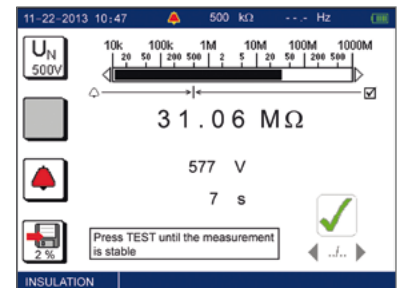 11-22-2013 10:47 500 kΩ --.- Hz
UN
500V
10k 100k 1M 10M 100M 1000M
20 50 200 500 2 5 20 50 200 500
31.06 MΩ
577 V
7 s
Press TEST until the measurement
is stable
2 %
../..
INSULATION